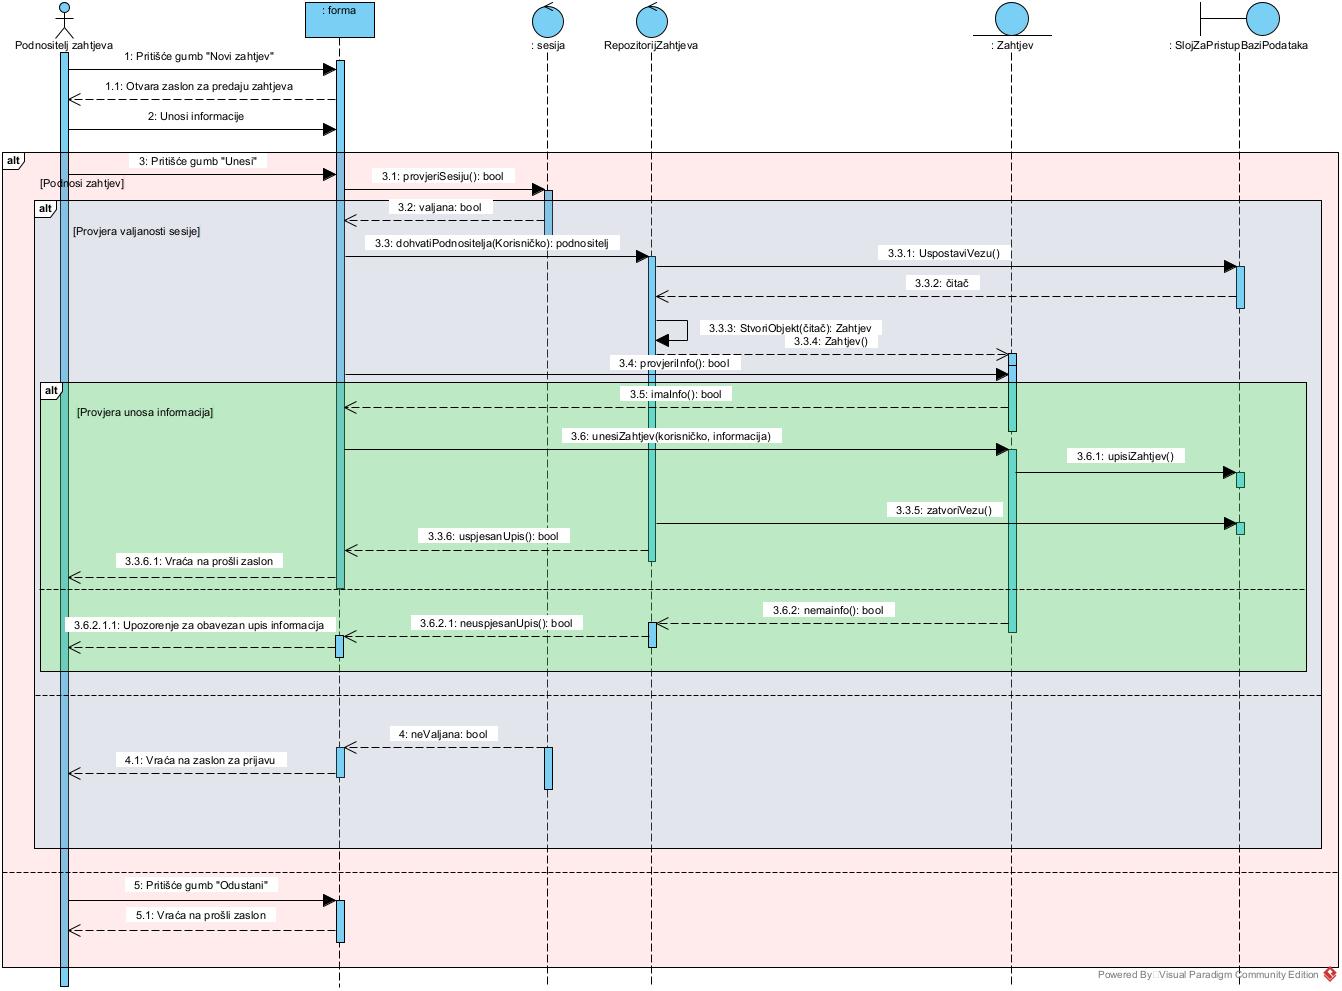 : forma
Podnositelj zahtjeva
: sesija
RepozitorijZahtjeva
: Zahtjev
: SlojZaPristupBaziPodataka
1: Pritišće gumb "Novi zahtjev"
1.1: Otvara zaslon za predaju zahtjeva
2: Unosi informacije
alt
3: Pritišće gumb "Unesi"
[Podnosi zahtjev]
3.1: provjeriSesiju(): bool
alt
3.2: valjana: bool
[Provjera valjanosti sesije]
3.3: dohvatiPodnositelja(Korisničko): podnositelj
3.3.1: UspostaviVezu()
3.3.2: čitač
3.3.3: StvoriObjekt(čitač): Zahtjev
3.3.4: Zahtjev()
3.4: provjeriInfo(): bool
alt
3.5: imaInfo(): bool
[Provjera unosa informacija]
3.6: unesiZahtjev(korisničko, informacija)
3.6.1: upisiZahtjev()
3.3.5: zatvoriVezu()
3.3.6: uspjesanUpis(): bool
3.3.6.1: Vraća na prošli zaslon
3.6.2: nemainfo(): bool
3.6.2.1: neuspjesanUpis(): bool
3.6.2.1.1: Upozorenje za obavezan upis informacija
4: neValjana: bool
4.1: Vraća na zaslon za prijavu
5: Pritišće gumb "Odustani"
5.1: Vraća na prošli zaslon
Powered By Visual Paradigm Community Edition